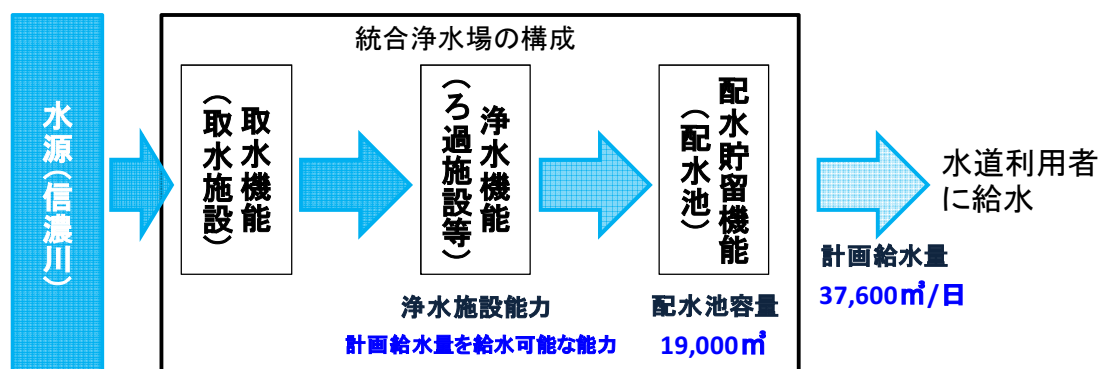 統合浄水場の構成
水源(信濃川)
取水機能
(取水施設)
浄水機能
(ろ過施設等)
配水貯留機能
(配水池)
水道利用者
に給水
計画給水量
37,600㎥/日
浄水施設能力
計画給水量を給水可能な能力
配水池容量
19,000㎥